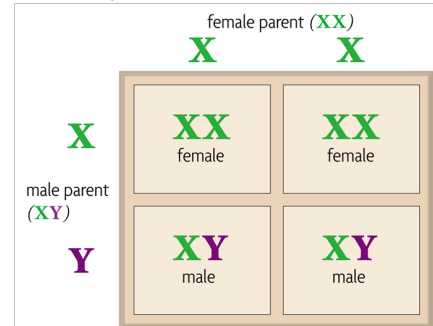 female parent (XX)
X X
X
XX XX
female female
male parent
(XY)
Y
XY XY
male male